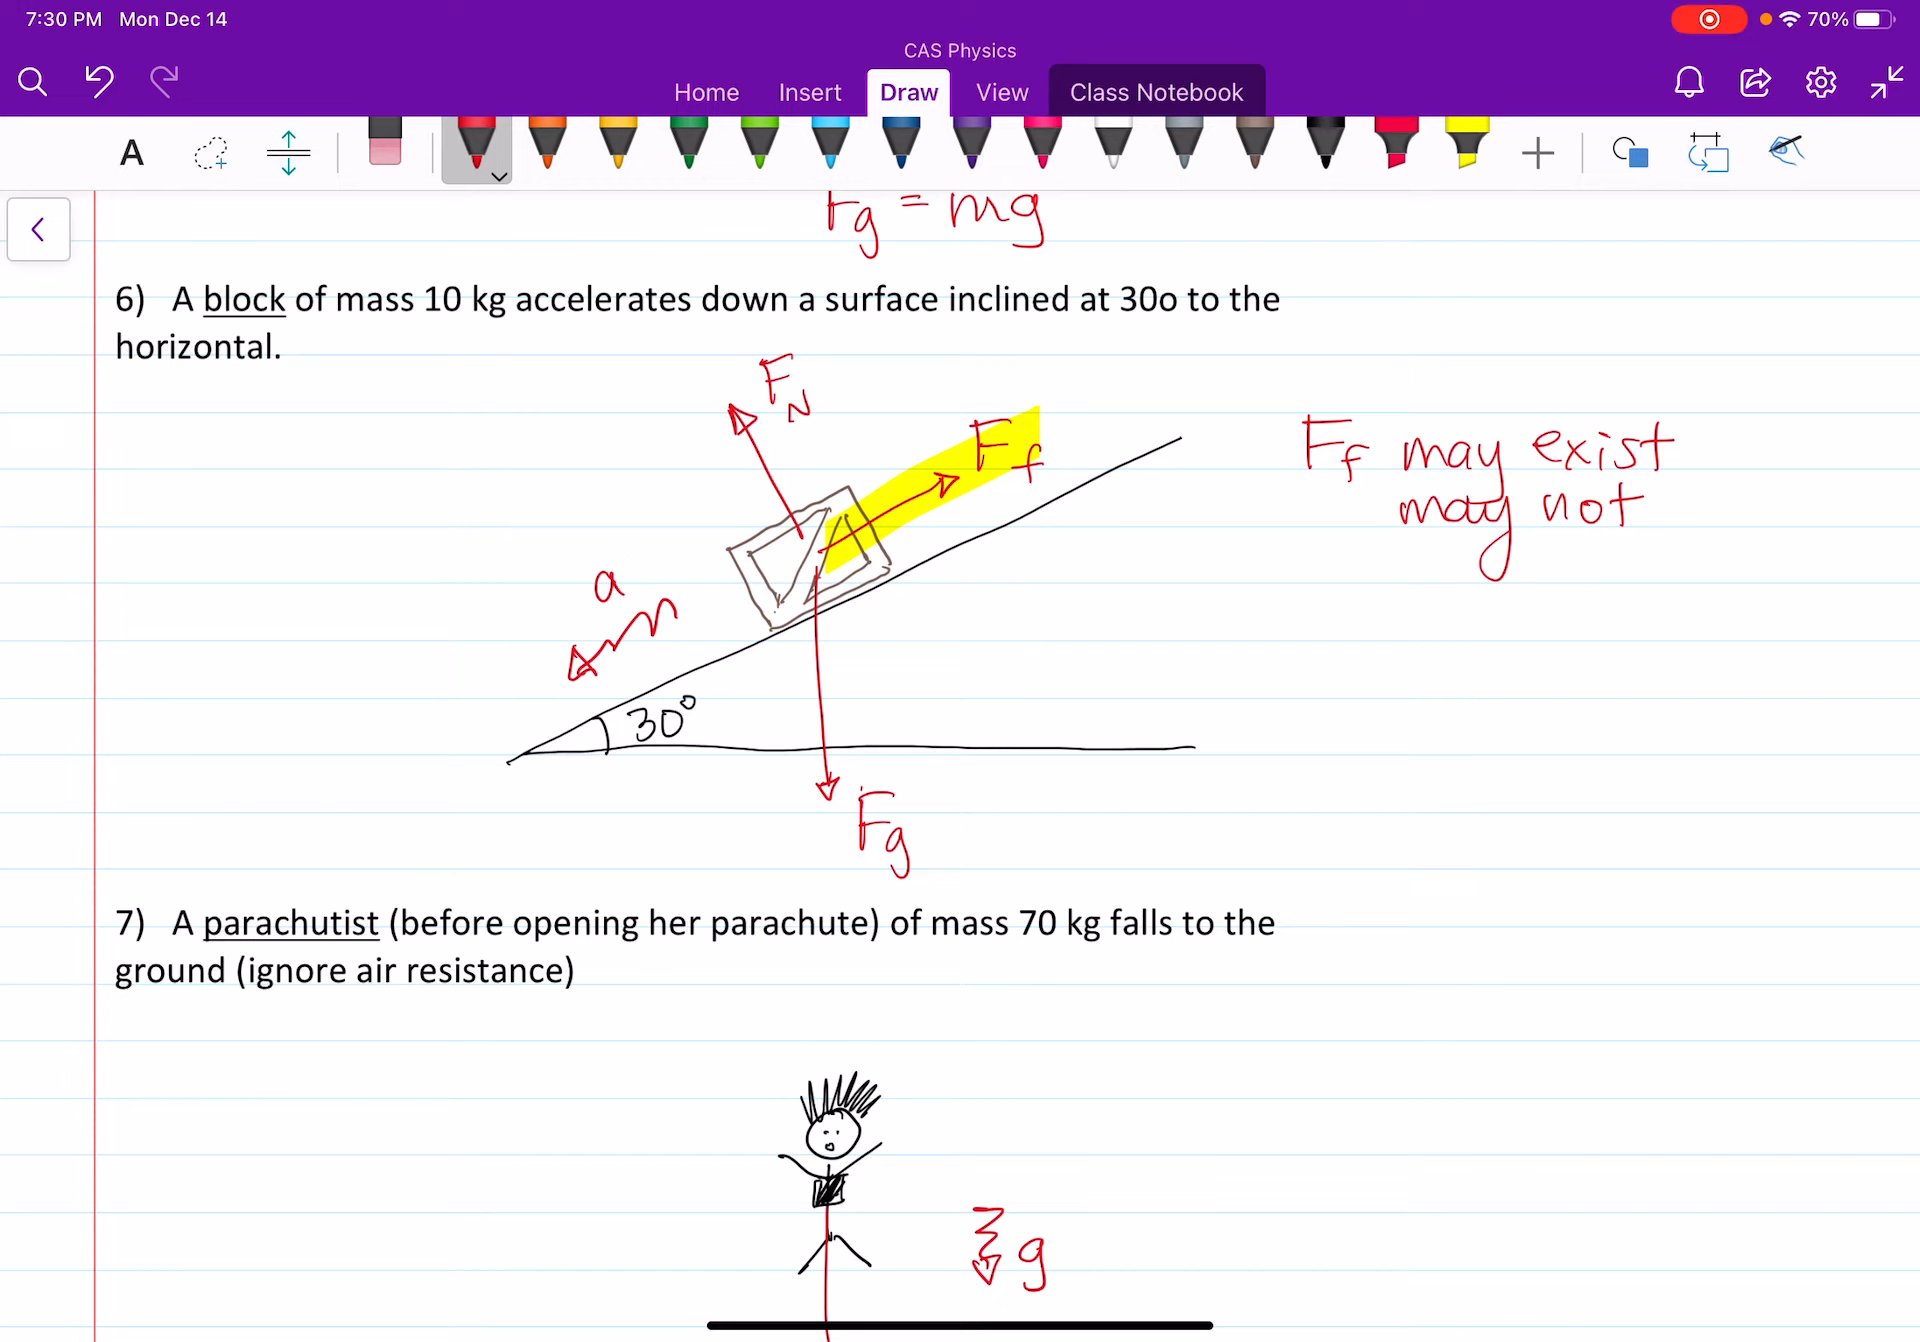 7:30 PM Mon Dec 14
70%
CAS Physics
Home Insert Draw View Class Notebook
A
Fg = mg
6) A block of mass 10 kg accelerates down a surface inclined at 30o to the
horizontal.
FN
Ff
Ff may exist
may not
a
30°
Fg
7) A parachutist (before opening her parachute) of mass 70 kg falls to the
ground (ignore air resistance)
g